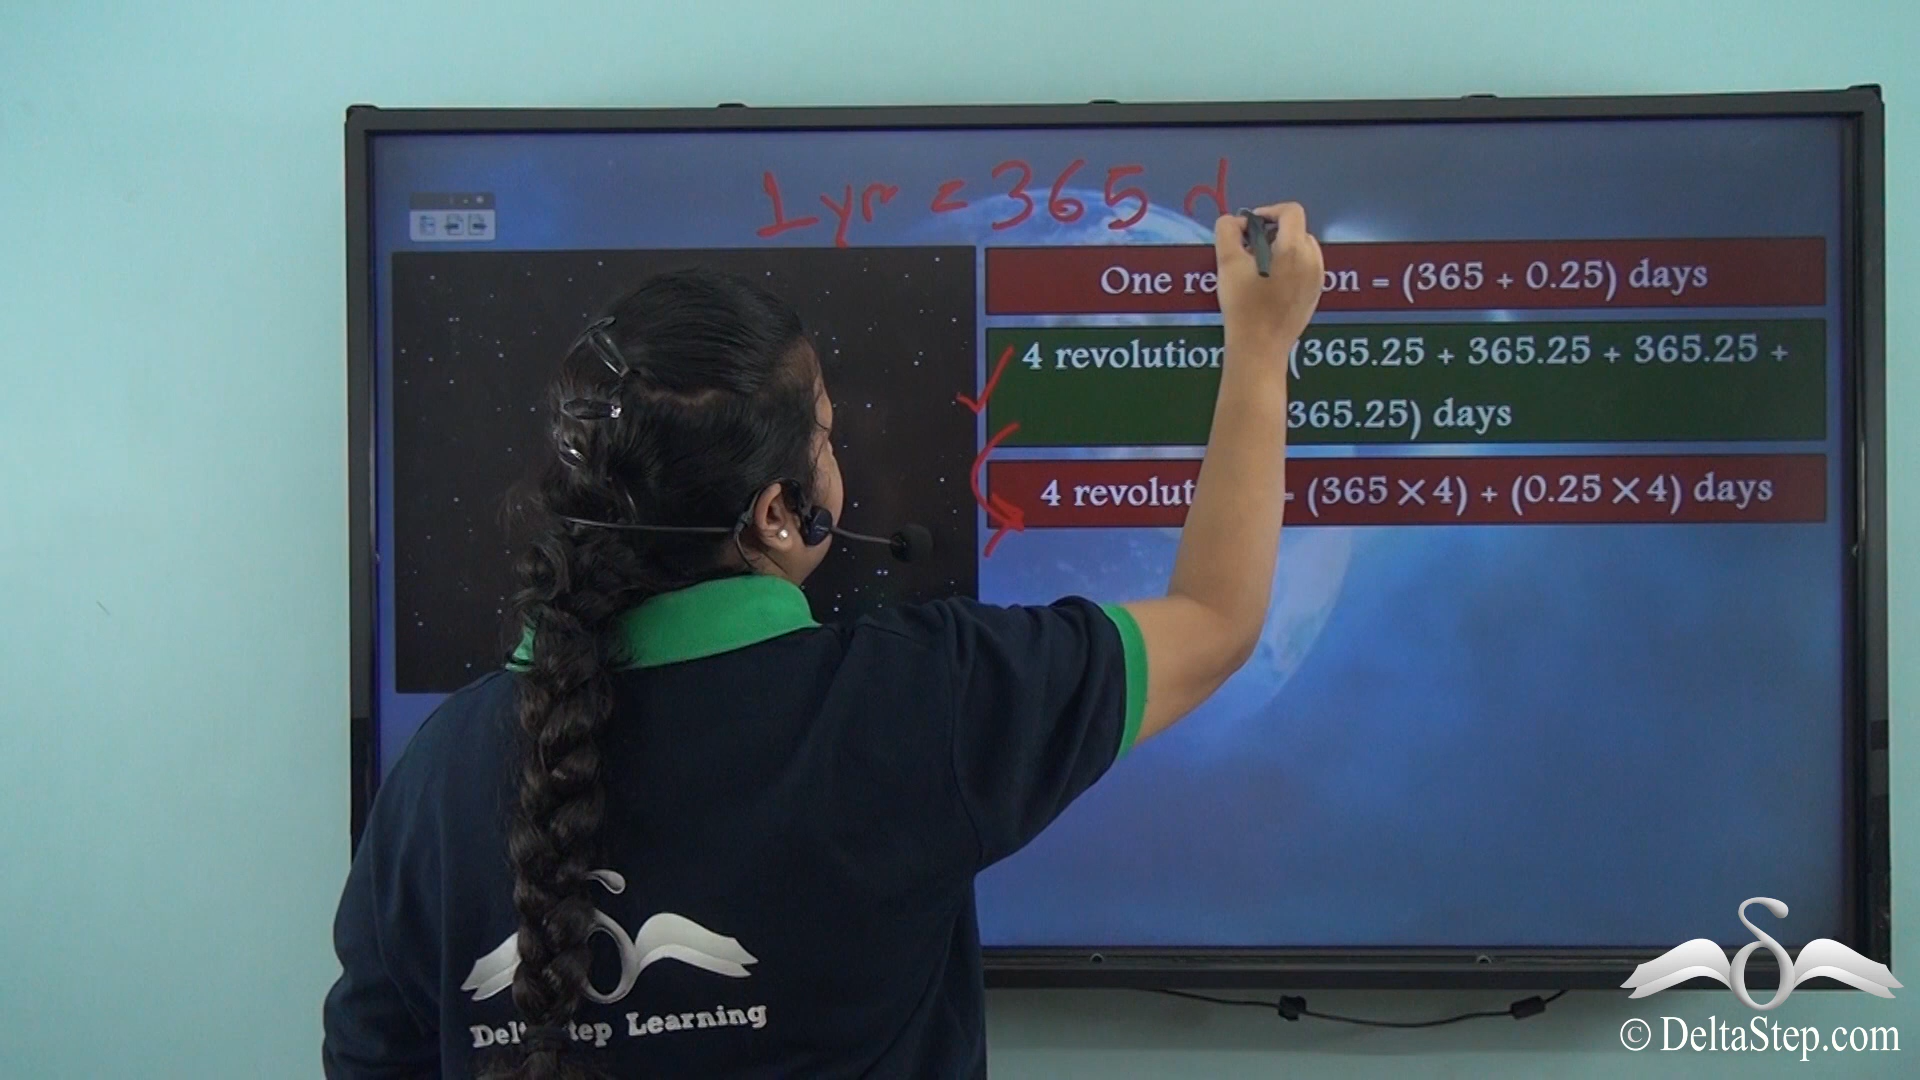 1 yr = 365 d
One on = (365 + 0.25) days
4 revolution (365.25 + 365.25 + 365.25 +
365.25) days
4 revolut = (365 × 4) + (0.25 × 4) days
Delt tep Learning
© DeltaStep.com